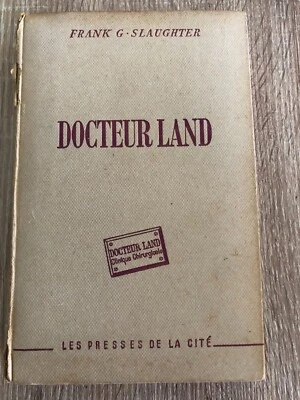 FRANK G · SLAUGHTER
DOCTEUR LAND
DOCTEUR LAND
Clinique Chirurgicale
LES PRESSES DE LA CITÉ